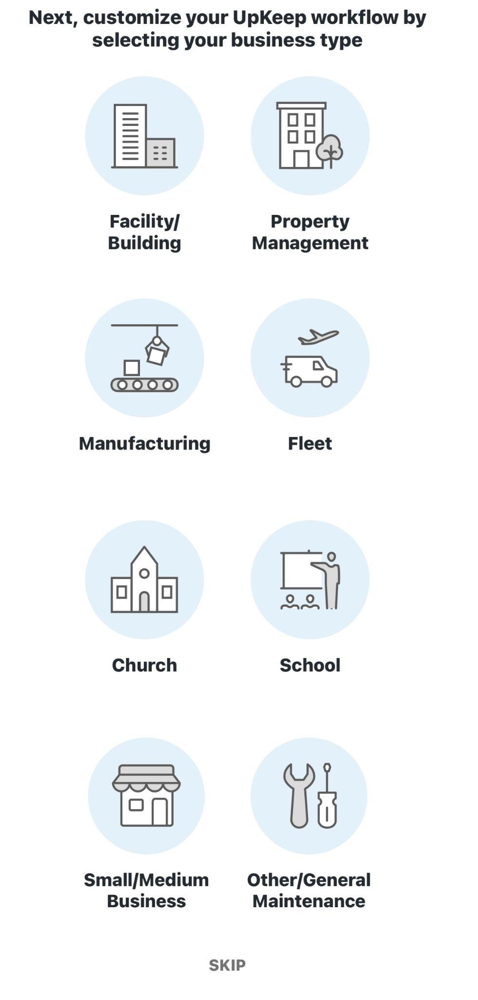 Next, customize your UpKeep workflow by
selecting your business type
Facility/
Building
Property
Management
Manufacturing
Fleet
Church
School
Small/Medium
Business
Other/General
Maintenance
SKIP